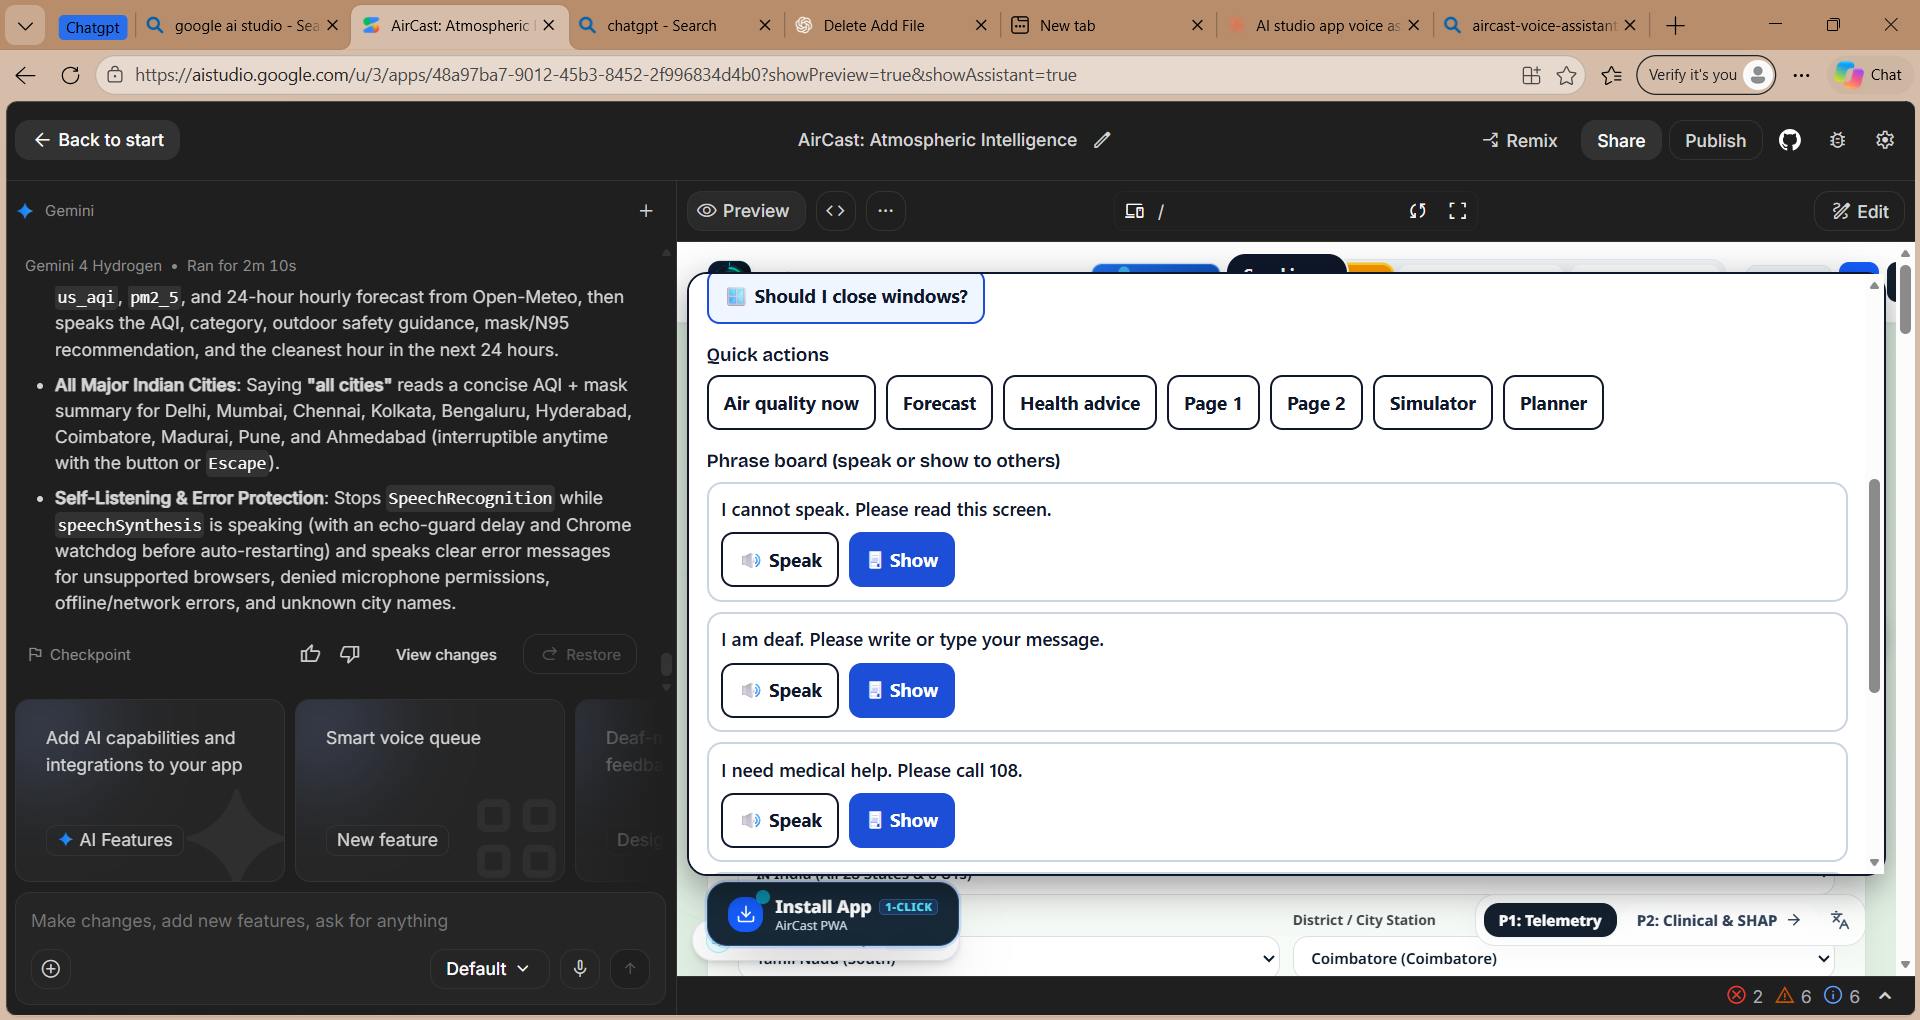 Chatgpt
google ai studio - Sea
AirCast: Atmospheric
chatgpt - Search
Delete Add File
New tab
AI studio app voice as
aircast-voice-assistant
https://aistudio.google.com/u/3/apps/48a97ba7-9012-45b3-8452-2f996834d4b0?showPreview=true&showAssistant=true
Verify it's you
Chat
Back to start
AirCast: Atmospheric Intelligence
Remix
Share
Publish
Gemini
Preview
/
Edit
Gemini 4 Hydrogen • Ran for 2m 10s
us_aqi, pm2_5, and 24-hour hourly forecast from Open-Meteo, then
speaks the AQI, category, outdoor safety guidance, mask/N95
recommendation, and the cleanest hour in the next 24 hours.
• All Major Indian Cities: Saying "all cities" reads a concise AQI + mask
summary for Delhi, Mumbai, Chennai, Kolkata, Bengaluru, Hyderabad,
Coimbatore, Madurai, Pune, and Ahmedabad (interruptible anytime
with the button or Escape).
• Self-Listening & Error Protection: Stops SpeechRecognition while
speechSynthesis is speaking (with an echo-guard delay and Chrome
watchdog before auto-restarting) and speaks clear error messages
for unsupported browsers, denied microphone permissions,
offline/network errors, and unknown city names.
Checkpoint
View changes
Restore
Add AI capabilities and
integrations to your app
AI Features
Smart voice queue
New feature
Deaf-
feedba
Desig
Make changes, add new features, ask for anything
Default
Should I close windows?
Quick actions
Air quality now
Forecast
Health advice
Page 1
Page 2
Simulator
Planner
Phrase board (speak or show to others)
I cannot speak. Please read this screen.
Speak
Show
I am deaf. Please write or type your message.
Speak
Show
I need medical help. Please call 108.
Speak
Show
IN India (All 28 States & 8 UTs)
Install App 1-CLICK
AirCast PWA
District / City Station
P1: Telemetry
P2: Clinical & SHAP
Tamil Nadu (South)
Coimbatore (Coimbatore)
2
6
6